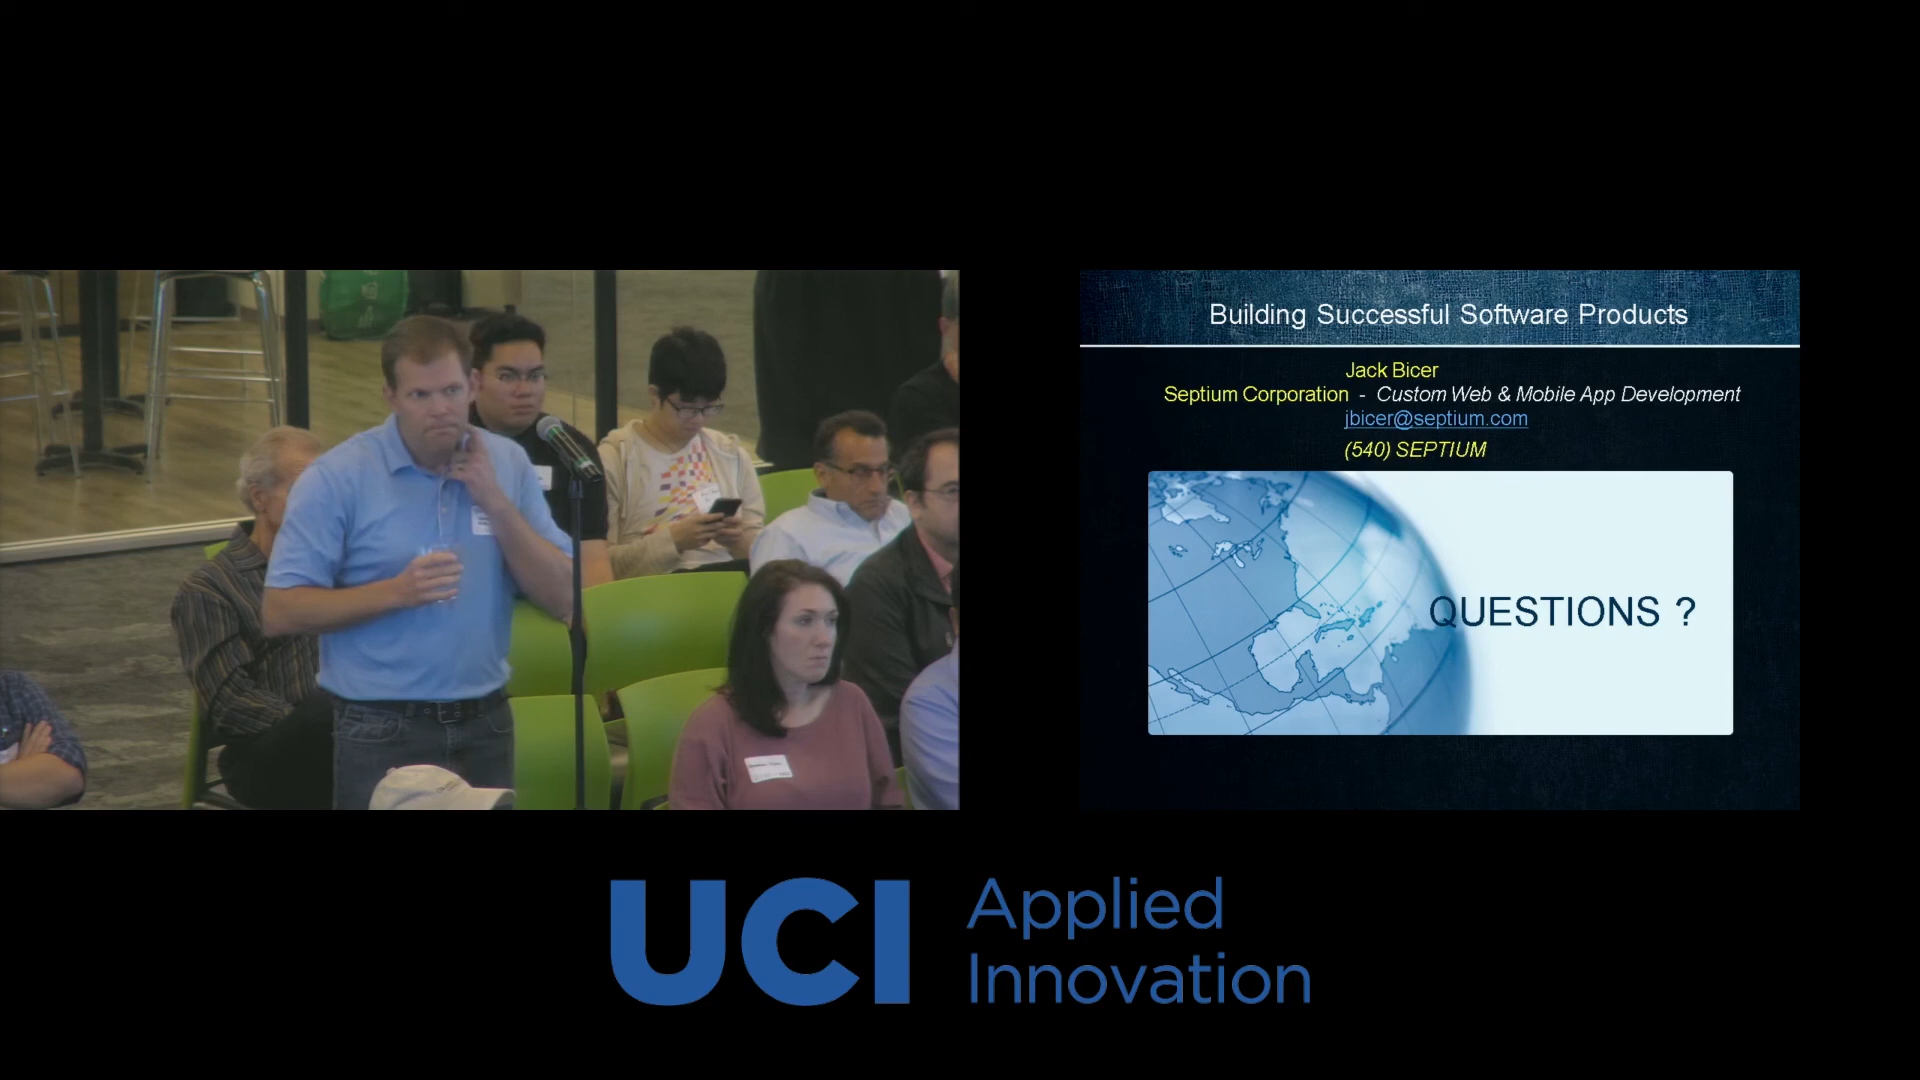 Building Successful Software Products
Jack Bicer
Septium Corporation - Custom Web & Mobile App Development
jbicer@septium.com
(540) SEPTIUM
QUESTIONS ?
UCI Applied
Innovation